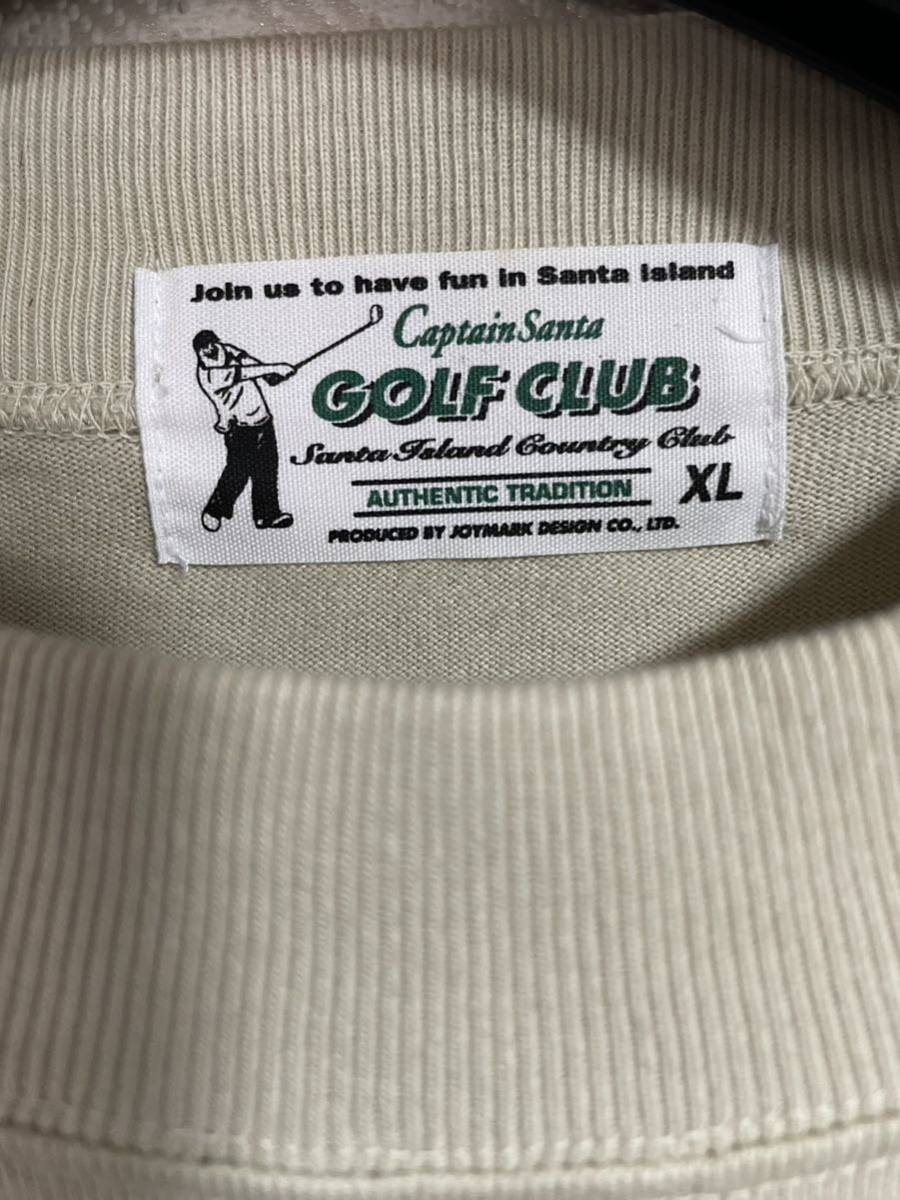 Join us to have fun in Santa Island
Captain Santa
GOLF CLUB
Santa Island Country Club
AUTHENTIC TRADITION
XL
PRODUCED BY JOYMARK DESIGN CO., LTD.